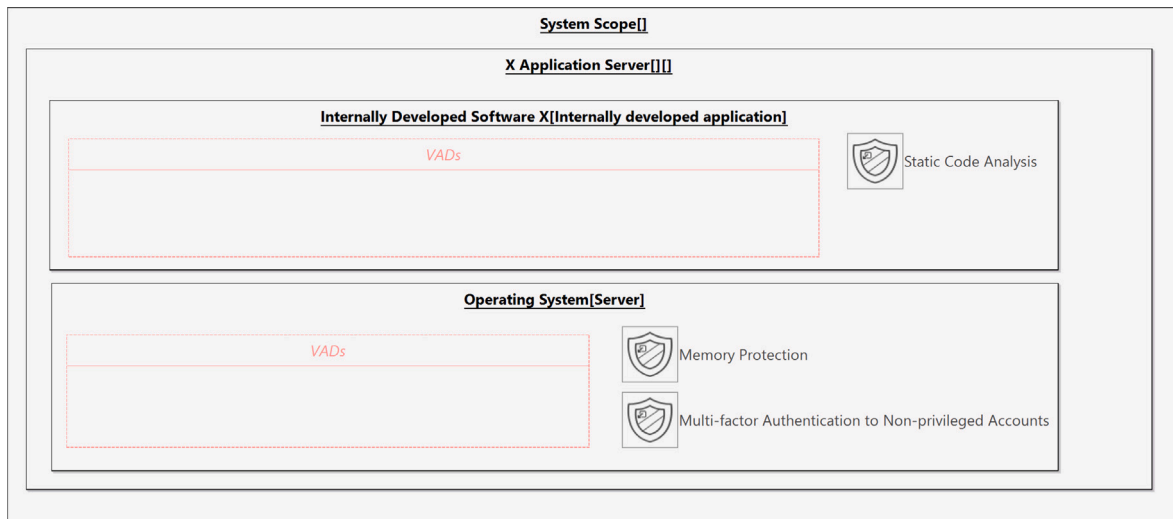 System Scope[]
X Application Server[][]
Internally Developed Software X[Internally developed application]
VADs
Static Code Analysis
Operating System[Server]
VADs
Memory Protection
Multi-factor Authentication to Non-privileged Accounts